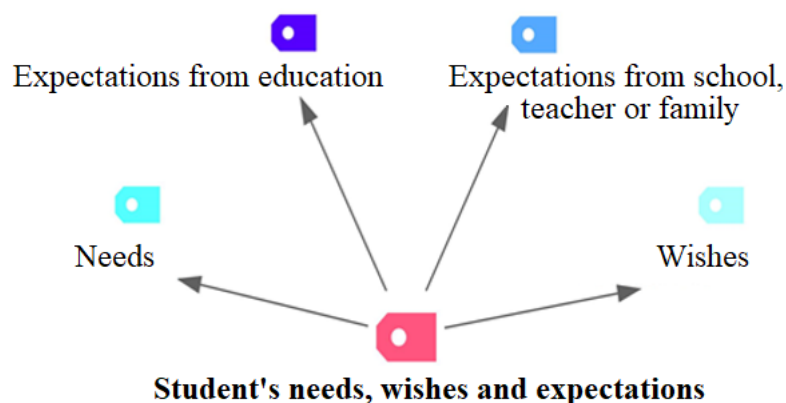 Expectations from education
Expectations from school,
teacher or family
Needs
Wishes
Student's needs, wishes and expectations